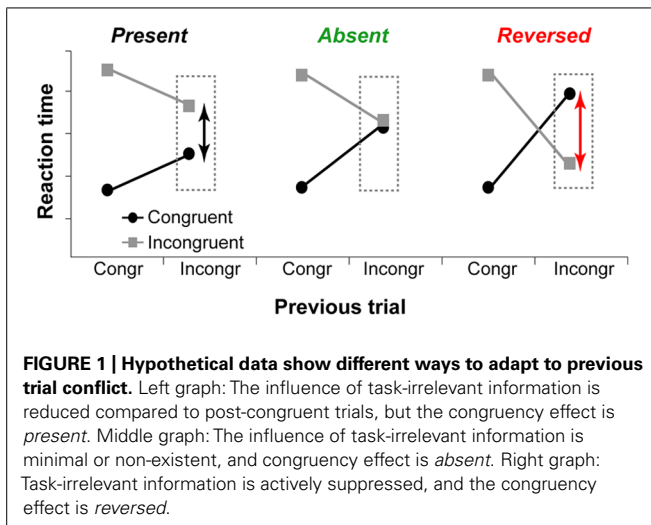 Present Absent Reversed
Reaction time
Congruent
Incongruent
Congr Incongr Congr Incongr Congr Incongr
Previous trial
FIGURE 1 | Hypothetical data show different ways to adapt to previous
trial conflict. Left graph: The influence of task-irrelevant information is
reduced compared to post-congruent trials, but the congruency effect is
present. Middle graph: The influence of task-irrelevant information is
minimal or non-existent, and congruency effect is absent. Right graph:
Task-irrelevant information is actively suppressed, and the congruency
effect is reversed.